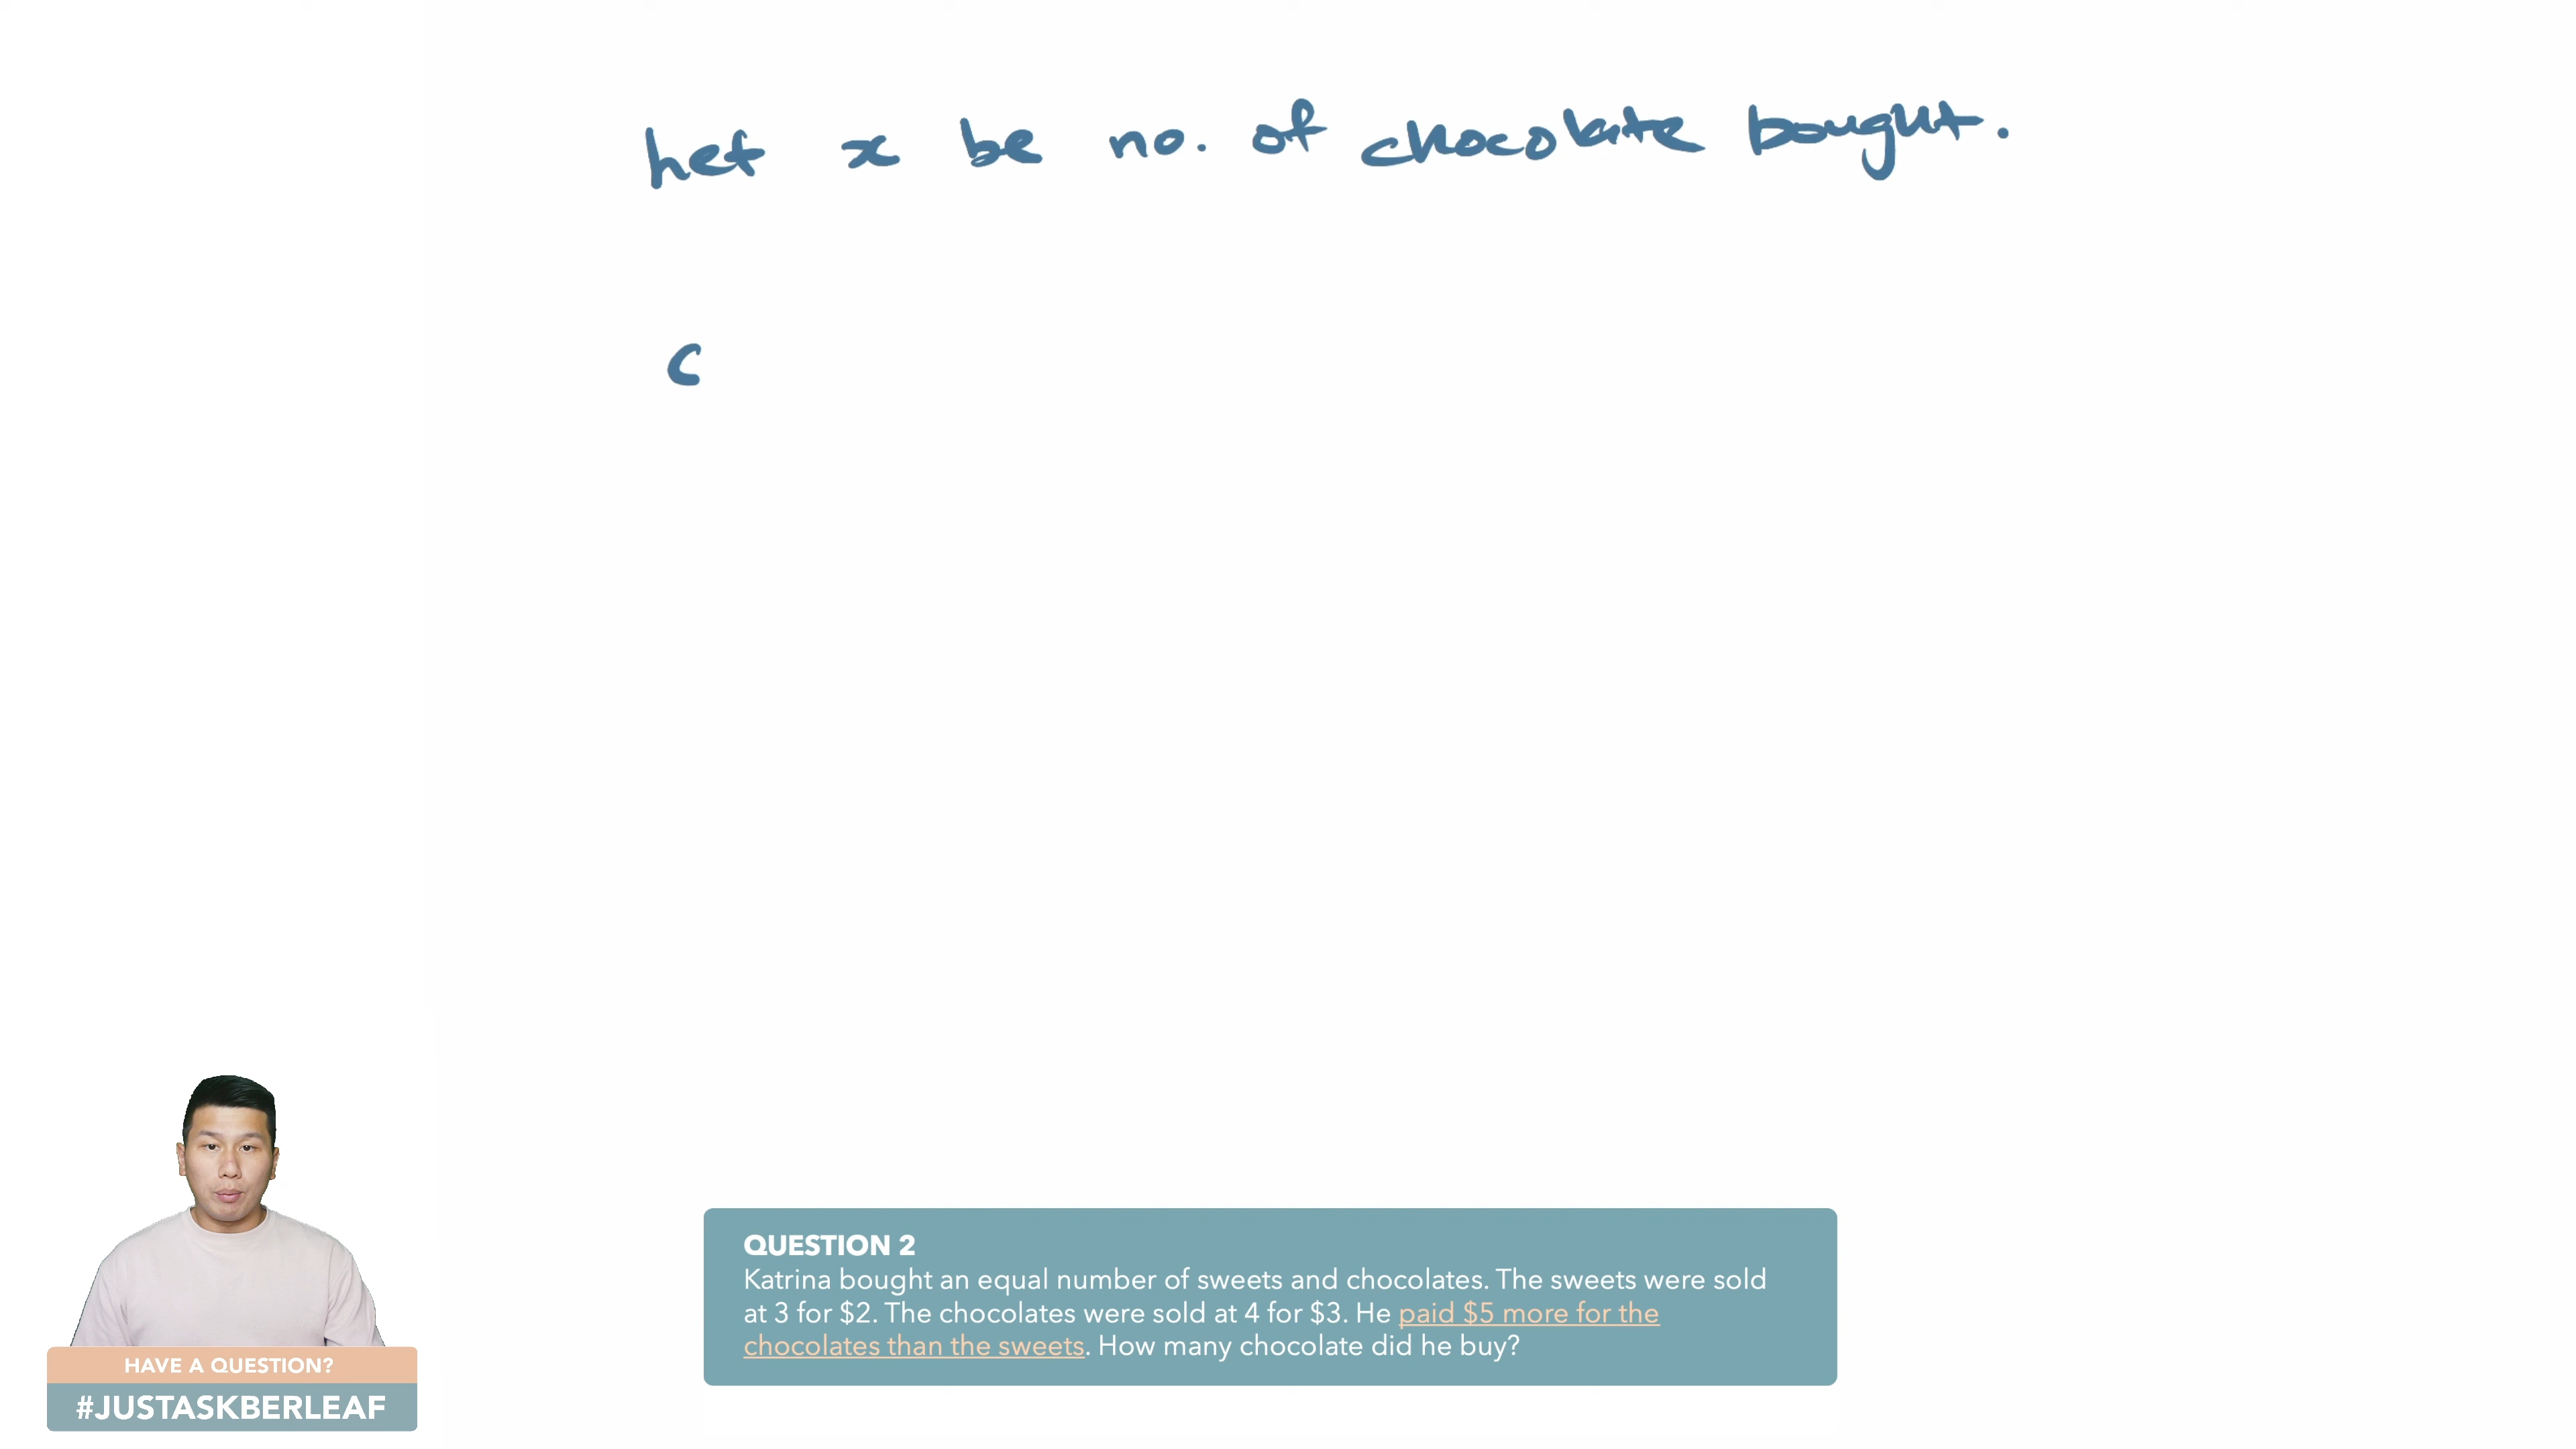 Let x be no. of chocolate bought.
C
QUESTION 2
Katrina bought an equal number of sweets and chocolates. The sweets were sold
at 3 for $2. The chocolates were sold at 4 for $3. He paid $5 more for the
chocolates than the sweets. How many chocolate did he buy?
HAVE A QUESTION?
#JUSTASKBERLEAF